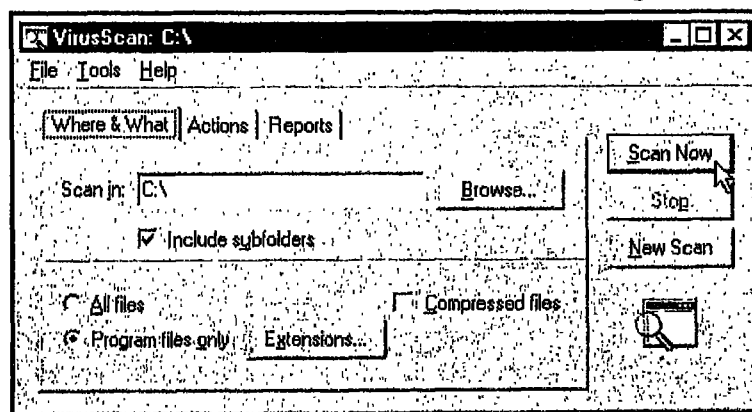 VirusScan: C:\
File Tools Help
Where & What Actions Reports
Scan in: C:\ Browse...
Include subfolders
All files Compressed files
Program files only Extensions...
Scan Now
Stop
New Scan